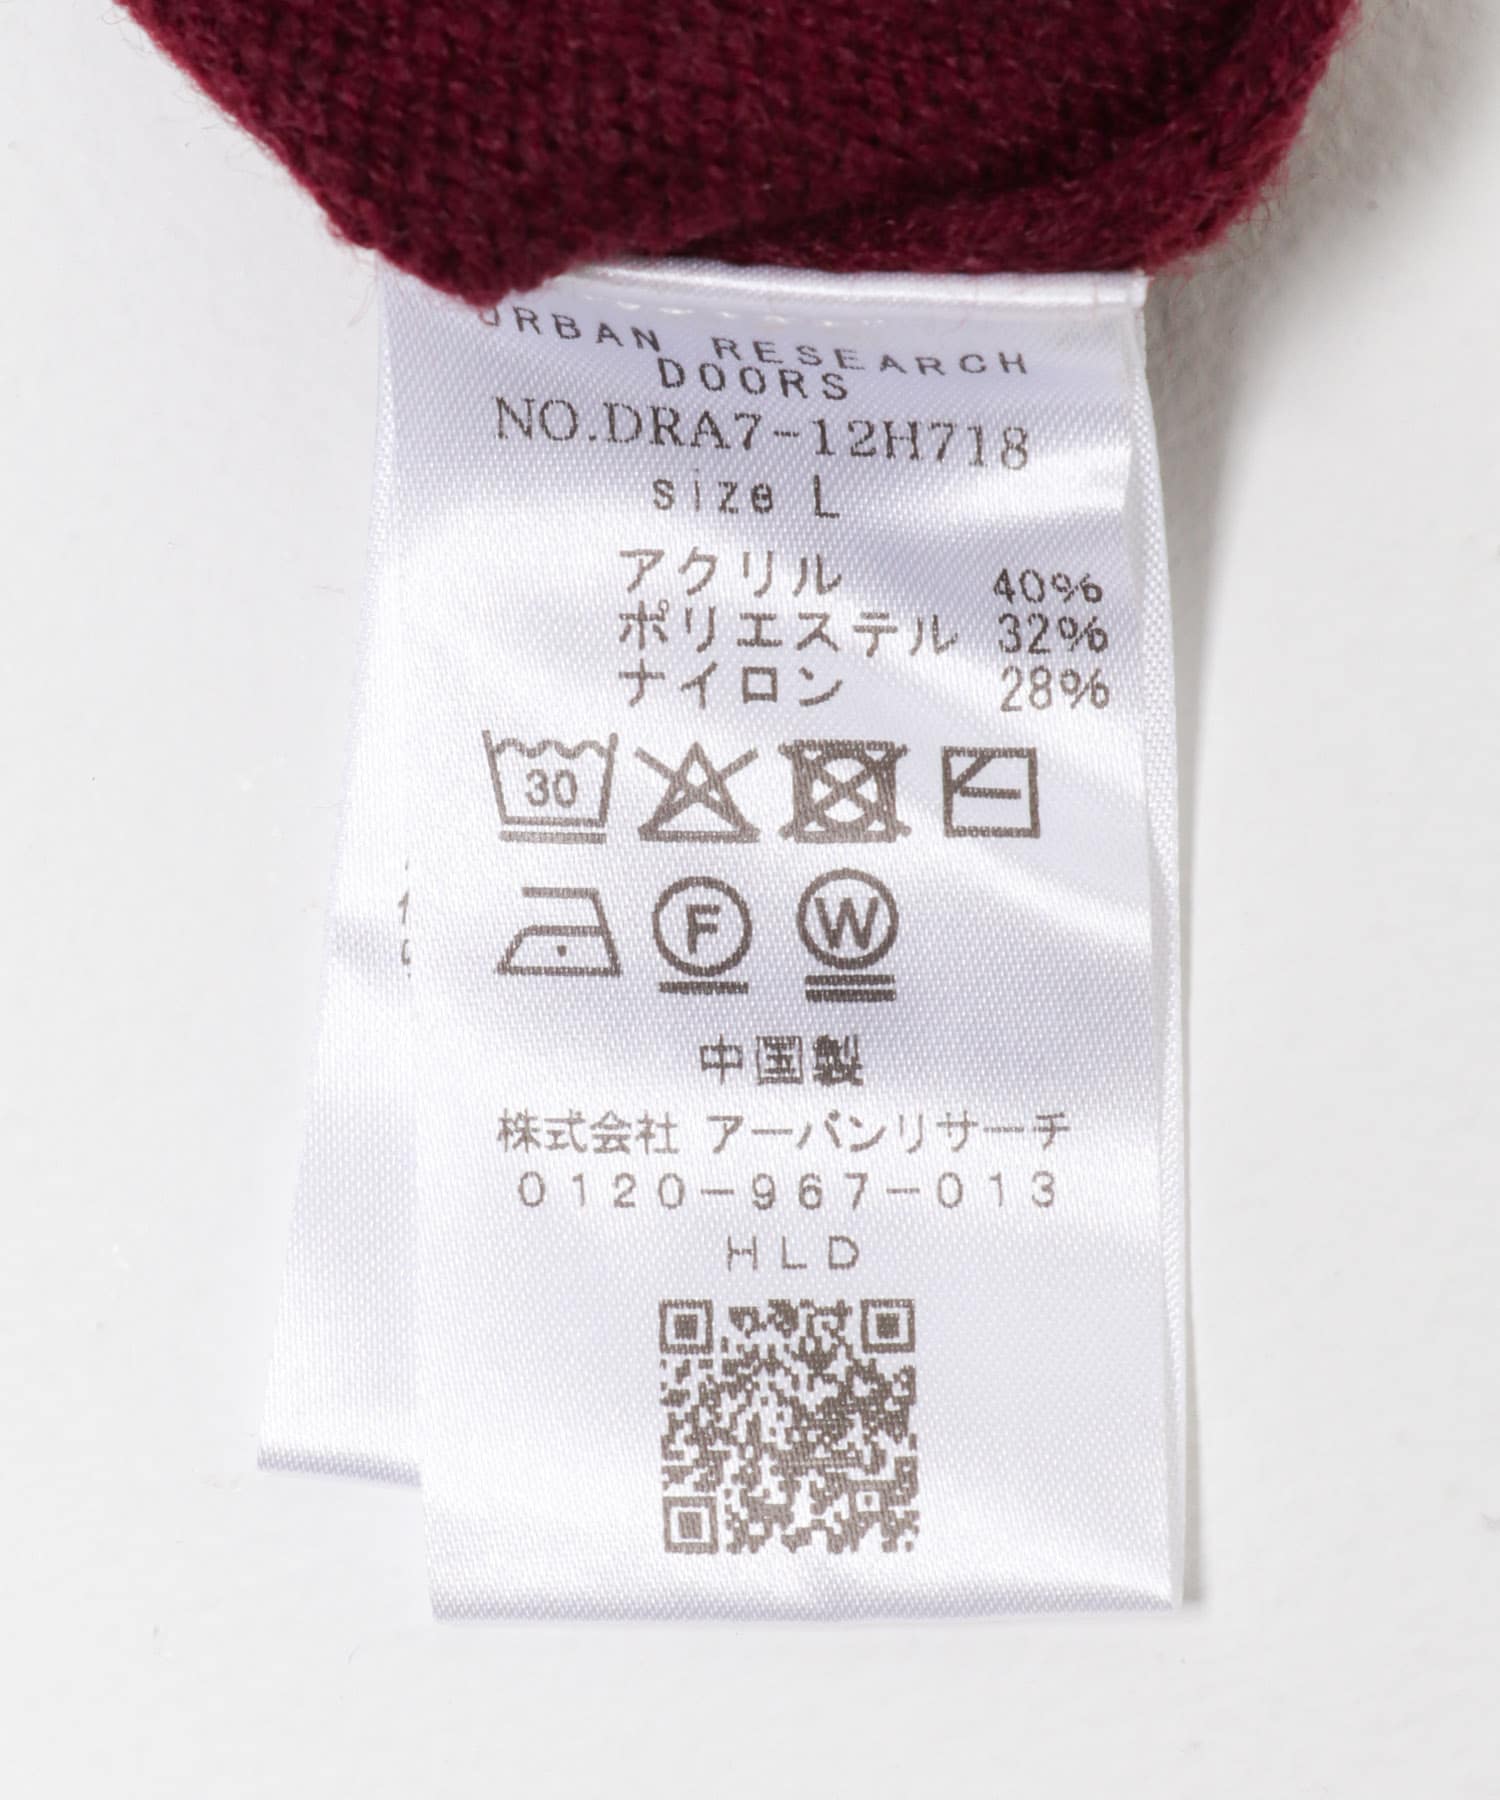 URBAN RESEARCH
DOORS
NO.DRA7-12H718
size L
アクリル 40%
ポリエステル 32%
ナイロン 28%
30
F W
中国製
株式会社 アーバンリサーチ
0120-967-013
HLD